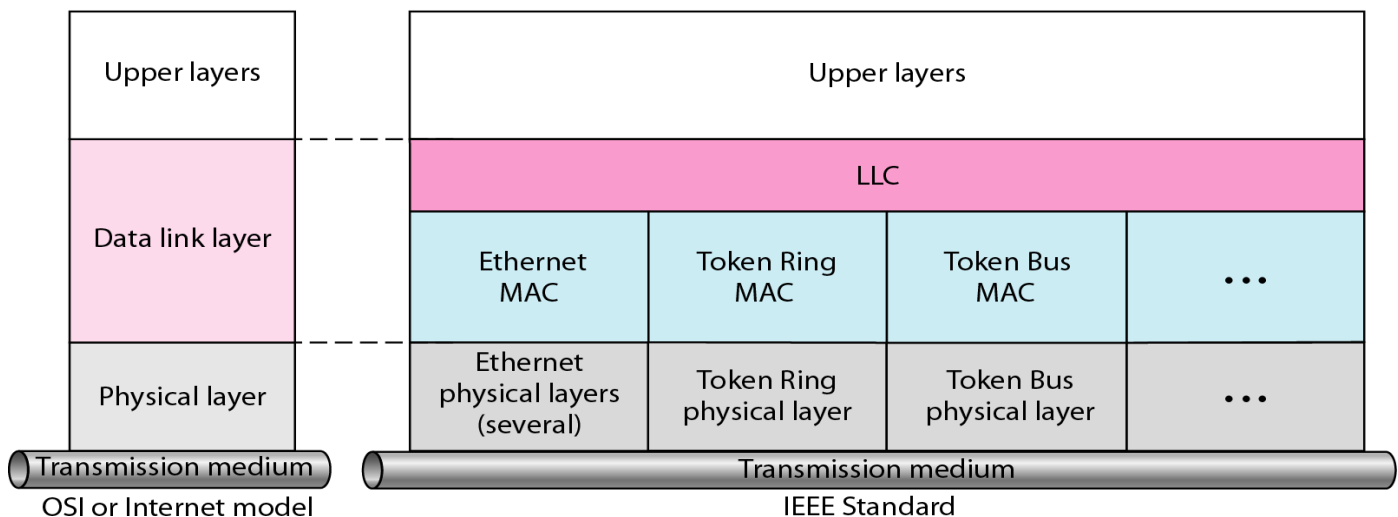 Upper layers
Upper layers
LLC
Data link layer
Ethernet
MAC
Token Ring
MAC
Token Bus
MAC
...
Physical layer
Ethernet
physical layers
(several)
Token Ring
physical layer
Token Bus
physical layer
...
Transmission medium
Transmission medium
OSI or Internet model
IEEE Standard